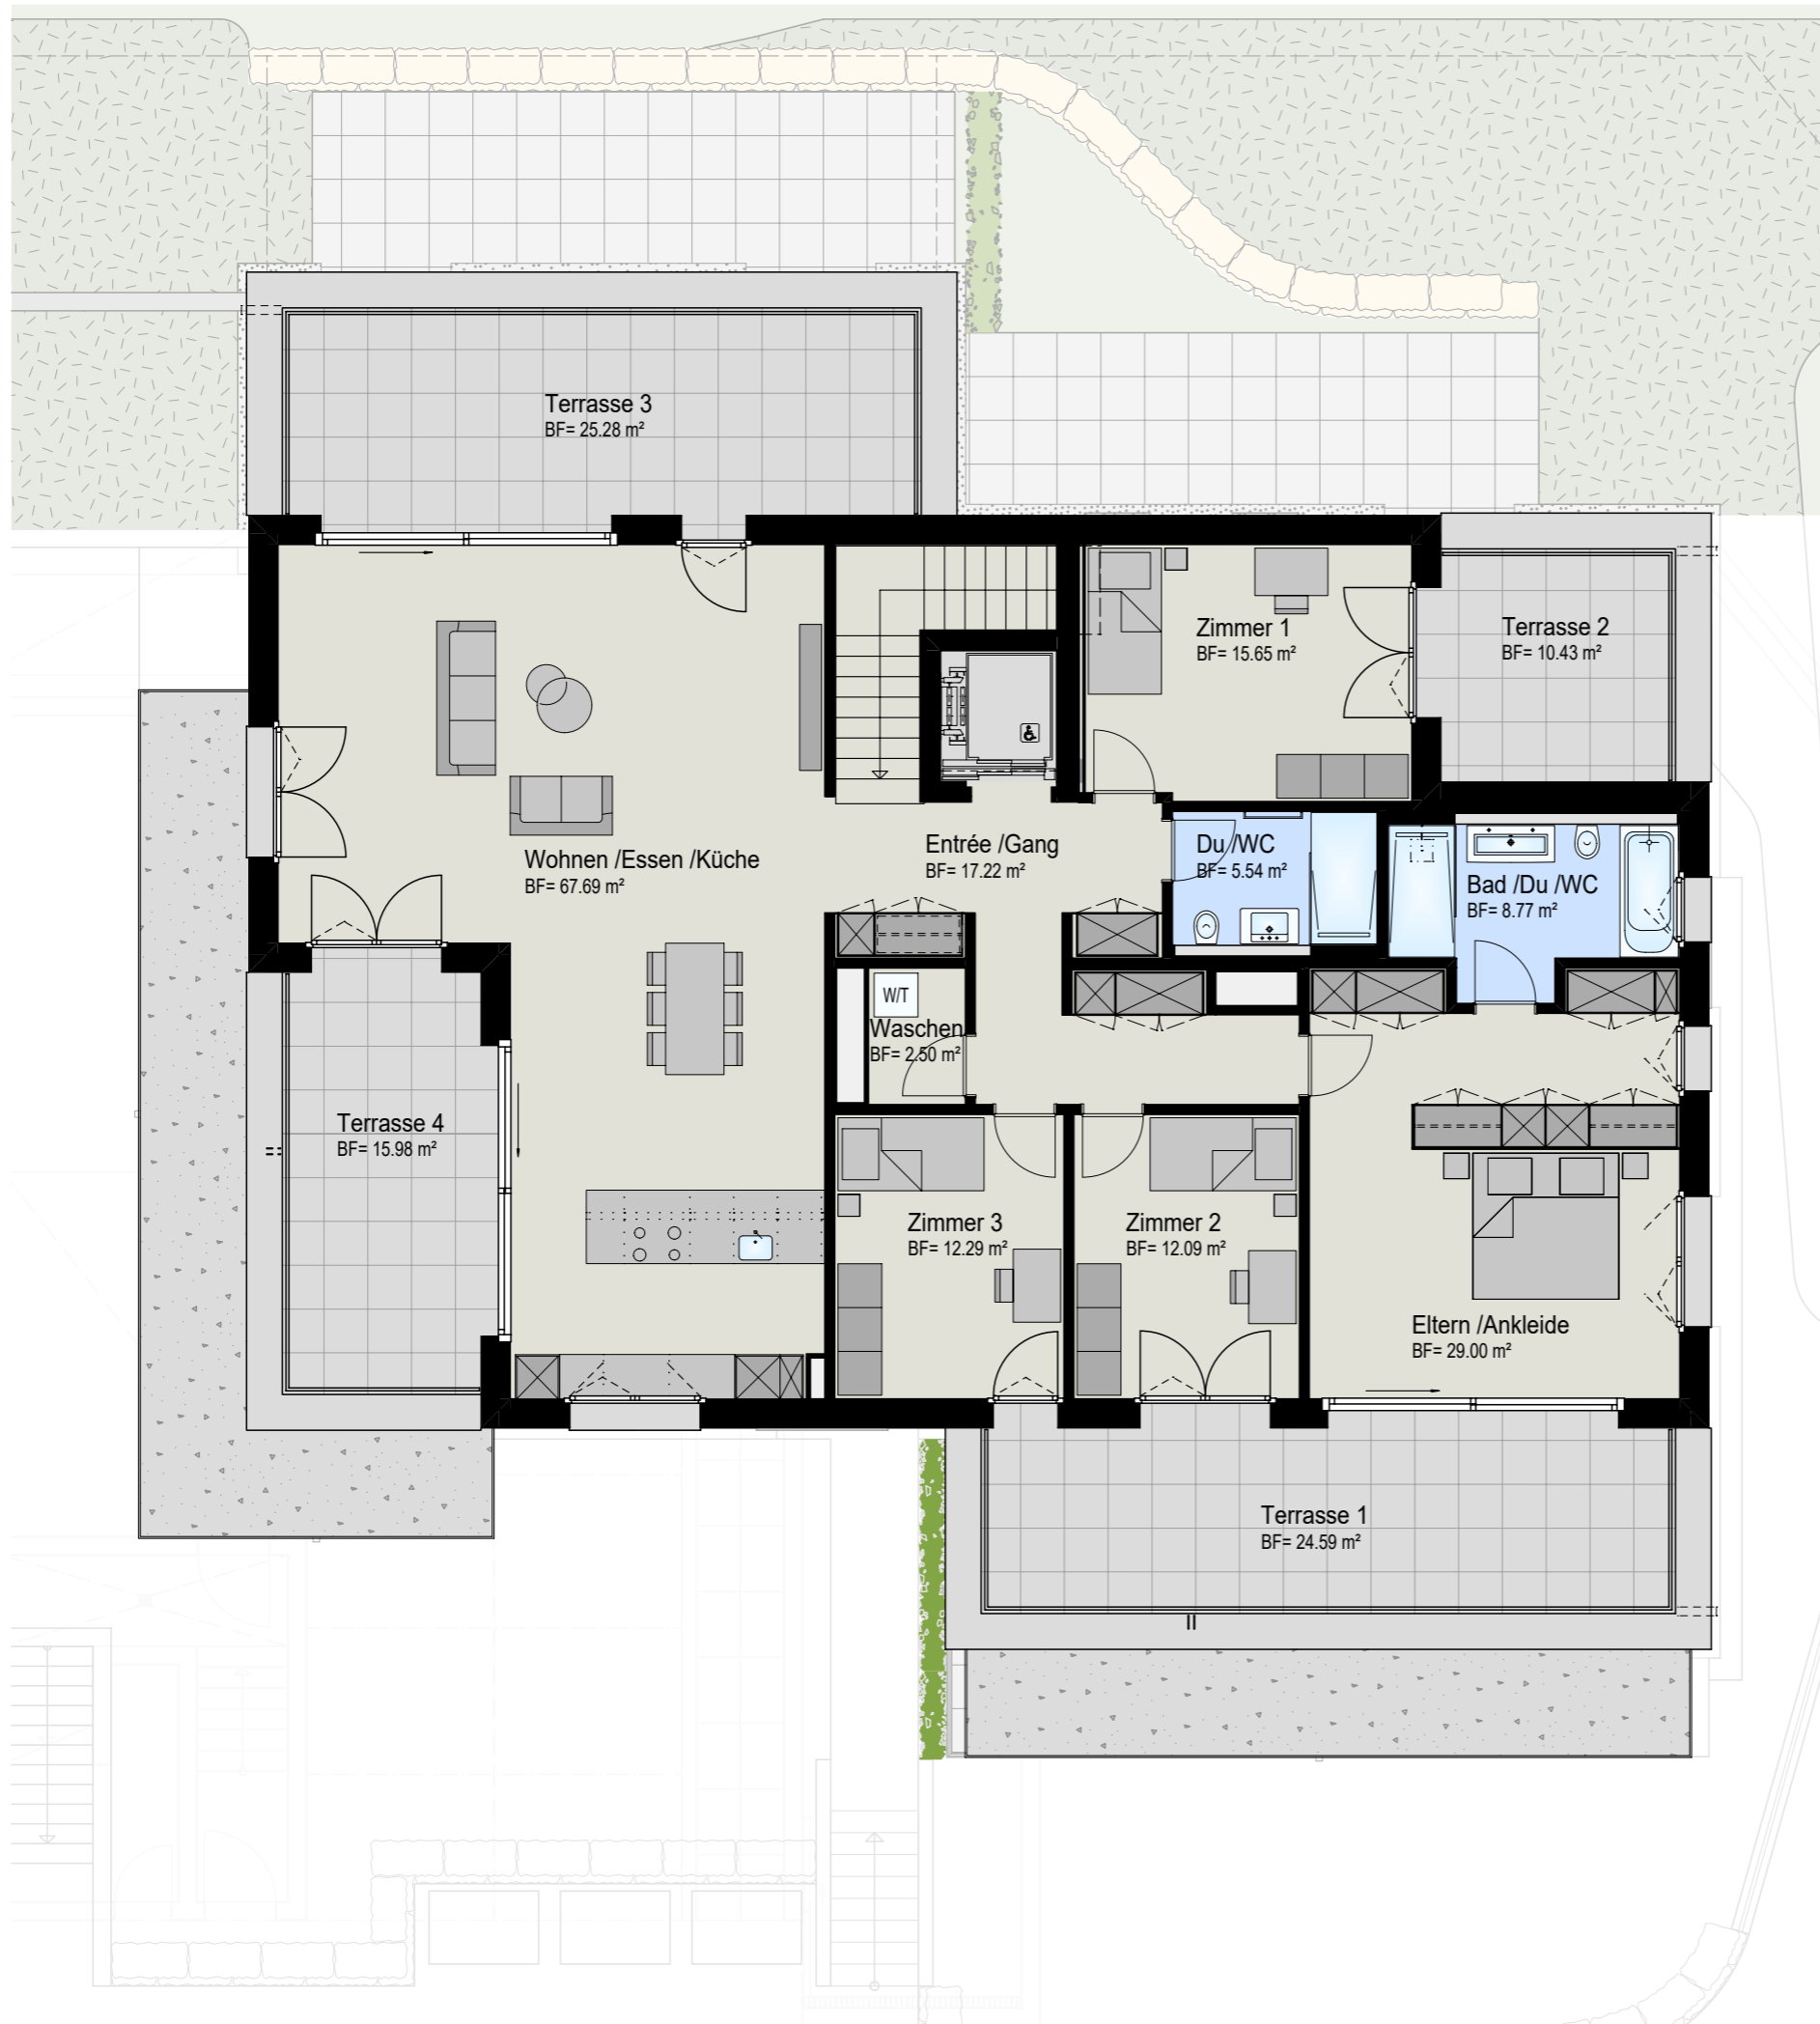 Terrasse 3
BF= 25.28 m²
Zimmer 1
BF= 15.65 m²
Terrasse 2
BF= 10.43 m²
Wohnen /Essen /Küche
BF= 67.69 m²
Entrée /Gang
BF= 17.22 m²
Du /WC
BF= 5.54 m²
Bad /Du /WC
BF= 8.77 m²
W/T
Waschen
BF= 2.50 m²
Terrasse 4
BF= 15.98 m²
Zimmer 3
BF= 12.29 m²
Zimmer 2
BF= 12.09 m²
Eltern /Ankleide
BF= 29.00 m²
Terrasse 1
BF= 24.59 m²